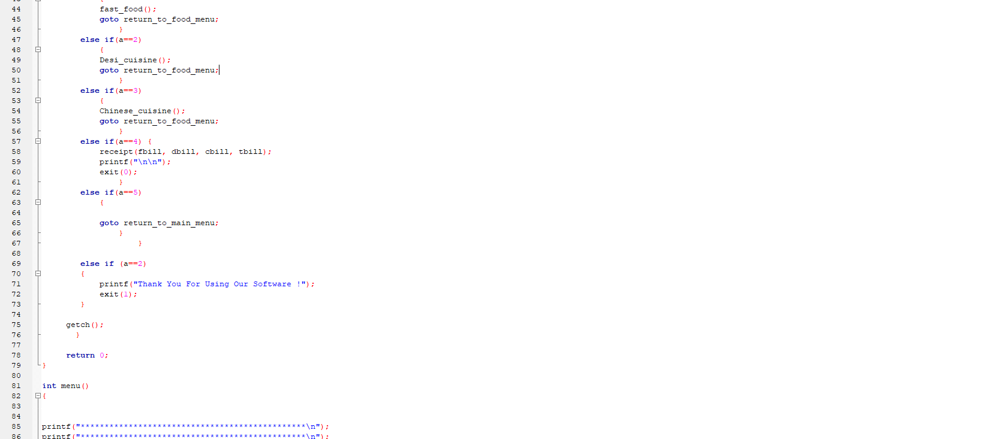 44 fast_food();
45 goto return_to_food_menu;
46 }
47 else if(a==2)
48 {
49 Desi_cuisine();
50 goto return_to_food_menu;
51 }
52 else if(a==3)
53 {
54 Chinese_cuisine();
55 goto return_to_food_menu;
56 }
57 else if(a==4) {
58 receipt(fbill, dbill, cbill, tbill);
59 printf("\n\n");
60 exit(0);
61 }
62 else if(a==5)
63 {
64
65 goto return_to_main_menu;
66 }
67 }
68
69 else if (a==2)
70 {
71 printf("Thank You For Using Our Software !");
72 exit(1);
73 }
74
75 getch();
76 }
77
78 return 0;
79 }
80
81 int menu()
82 {
83
84
85 printf("***********************************************\n");
86 printf("***********************************************\n");